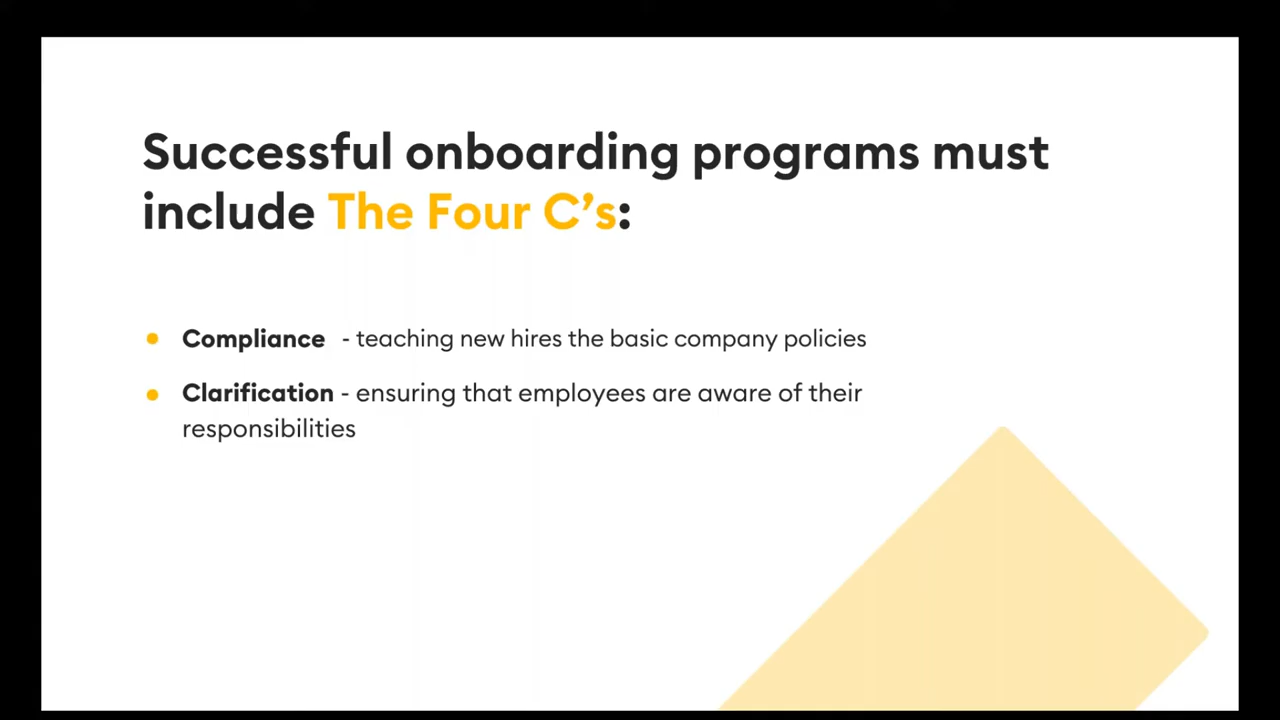 Successful onboarding programs must
include The Four C’s:
Compliance - teaching new hires the basic company policies
Clarification - ensuring that employees are aware of their
responsibilities